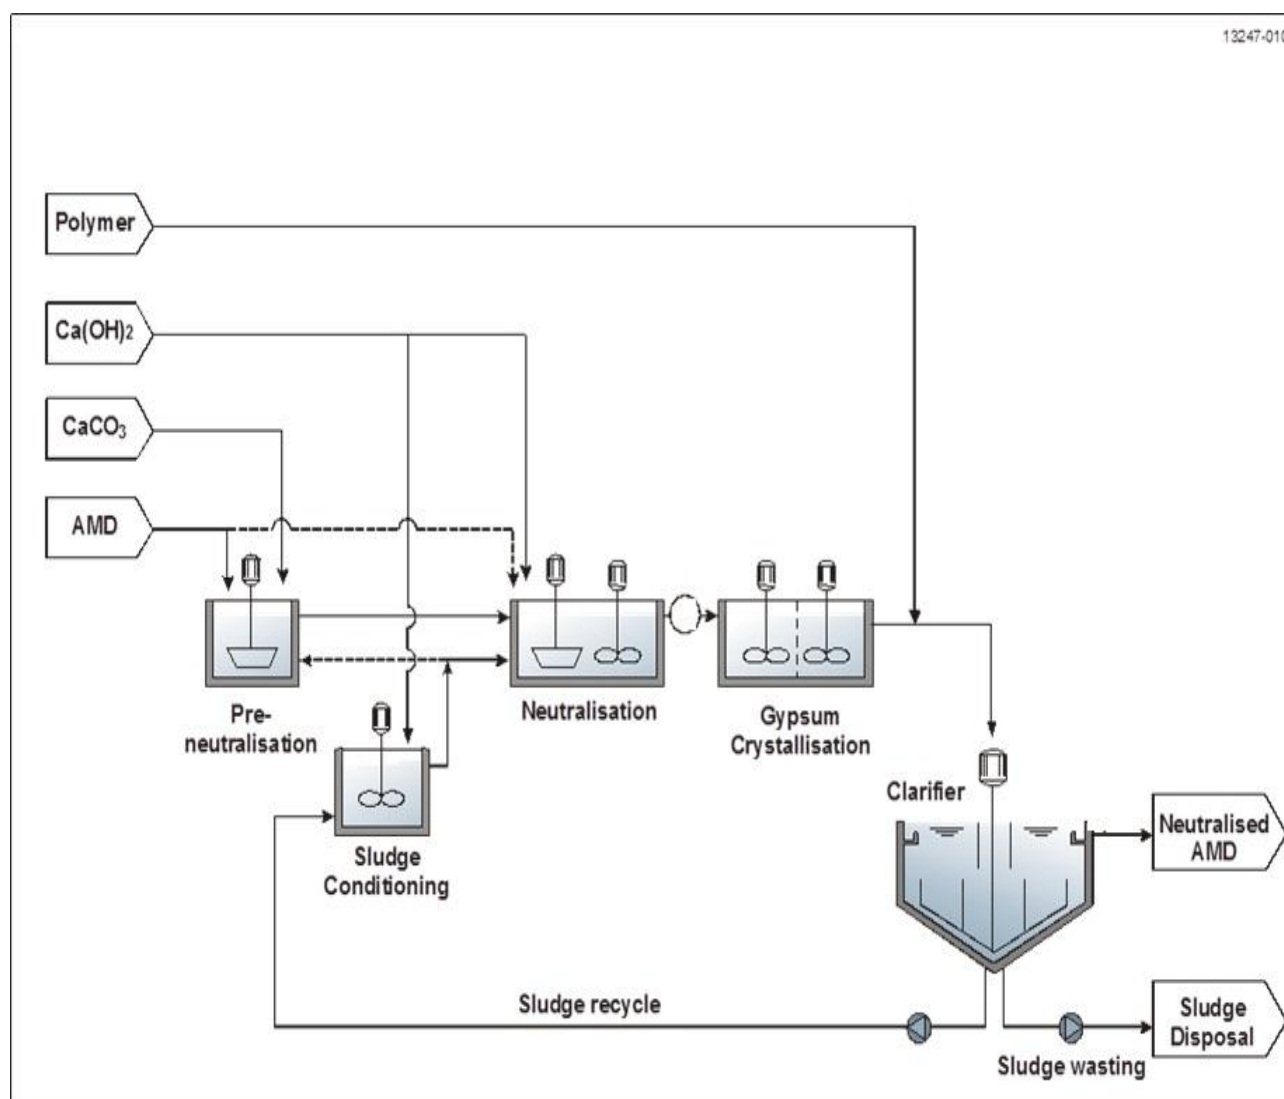 13247-010
Polymer
Ca(OH)2
CaCO3
AMD
Pre-
neutralisation
Neutralisation
Gypsum
Crystallisation
Sludge
Conditioning
Clarifier
Neutralised
AMD
Sludge recycle
Sludge
Disposal
Sludge wasting